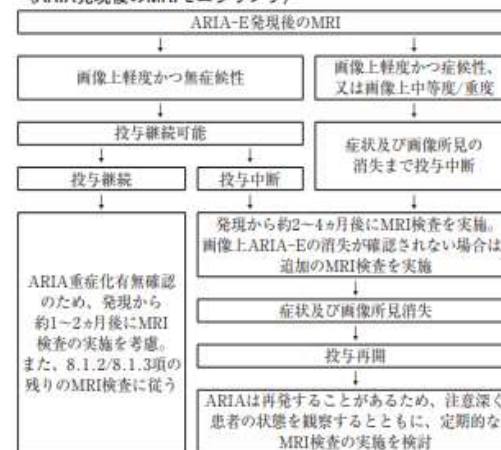 ARIA-E発現後のMRI
画像上軽度かつ無症候性
画像上軽度かつ症候性、
又は画像上中等度/重度
投与継続可能
症状及び画像所見の
消失まで投与中断
投与継続
投与中断
ARIA重症化有無確認
のため、発現から
約1~2ヵ月後にMRI
検査の実施を考慮。
また、8.1.2/8.1.3項の
残りのMRI検査に従う
発現から約2~4ヵ月後にMRI検査を実施。
画像上ARIA-Eの消失が確認されない場合は
追加のMRI検査を実施
症状及び画像所見消失
投与再開
ARIAは再発することがあるため、注意深く
患者の状態を観察するとともに、定期的な
MRI検査の実施を検討